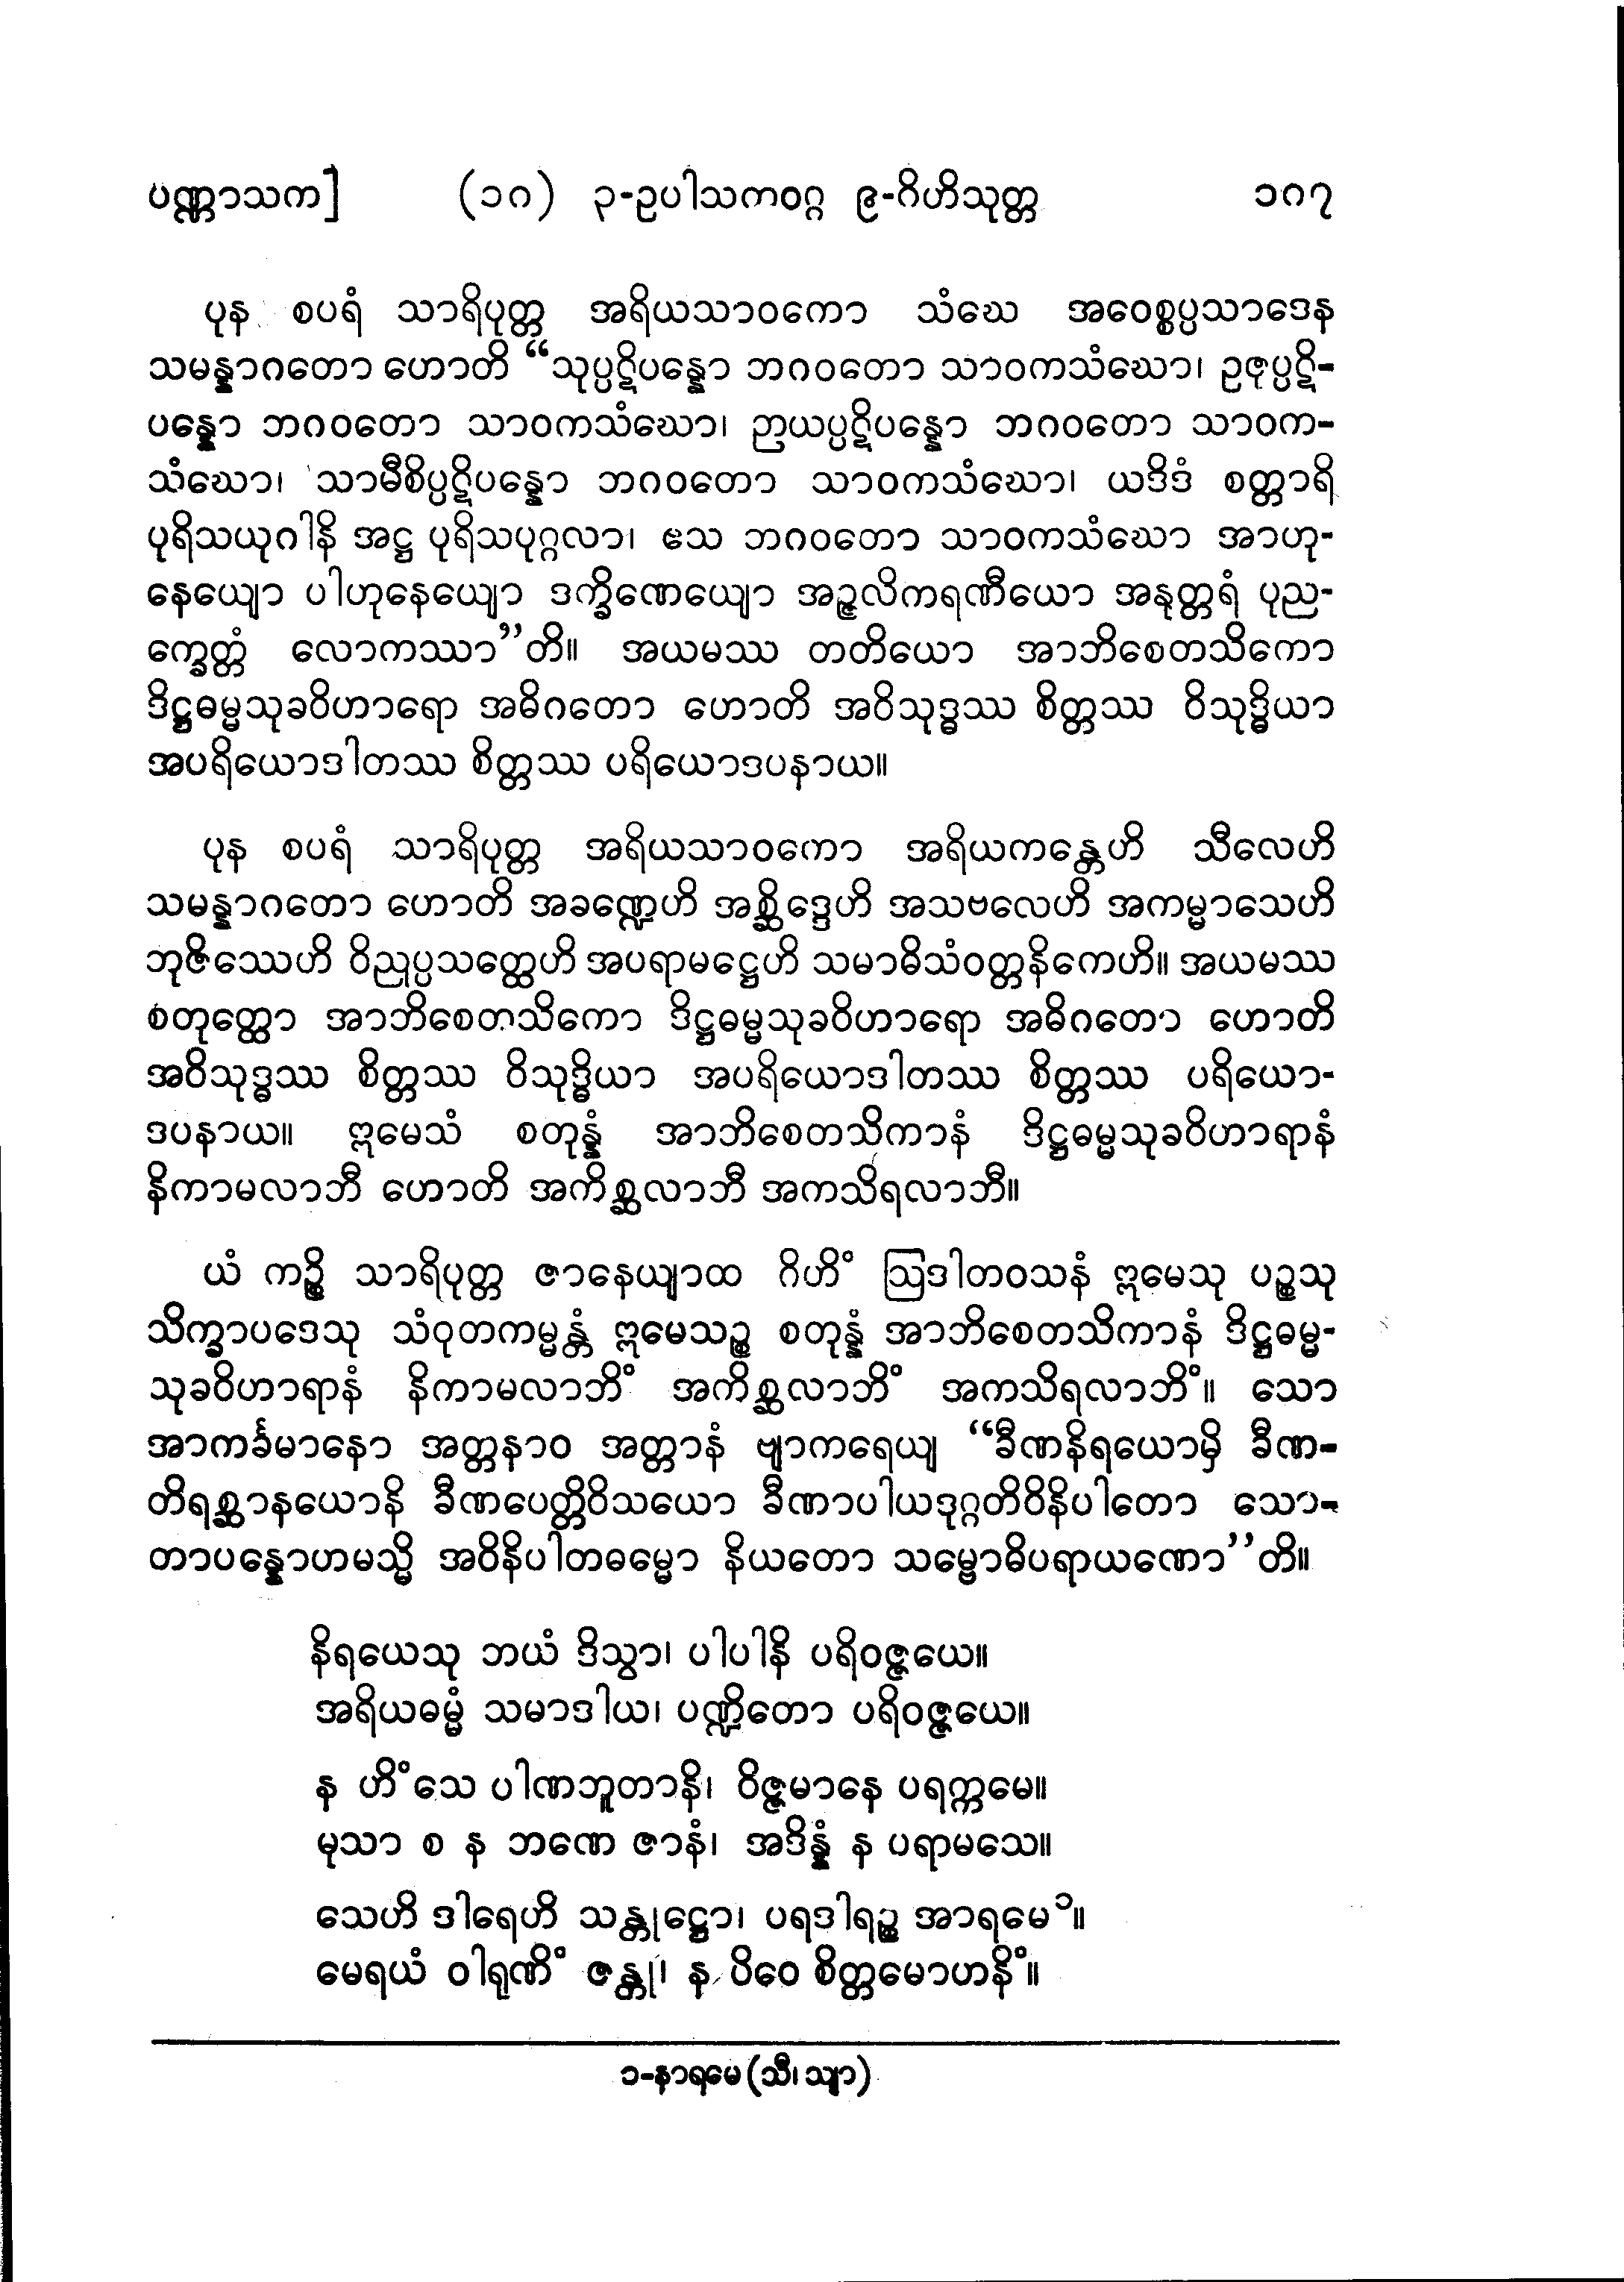 ပဏ္ဏာသက] (၁၈) ၃-ဥပါသကဝဂ္ဂ ၉-ဂိဟိသုတ္တ ၁၈၇
ပုန စပရံ သာရိပုတ္တ အရိယသာဝကော သံဃေ အဝေစ္စပ္ပသာဒေန
သမန္နာဂတော ဟောတိ “သုပ္ပဋိပန္နော ဘဂဝတော သာဝကသံဃော၊ ဥဇုပ္ပဋိ-
ပန္နော ဘဂဝတော သာဝကသံဃော၊ ဉာယပ္ပဋိပန္နော ဘဂဝတော သာဝက-
သံဃော၊ သာမီစိပ္ပဋိပန္နော ဘဂဝတော သာဝကသံဃော၊ ယဒိဒံ စတ္တာရိ
ပုရိသယုဂါနိ အဋ္ဌ ပုရိသပုဂ္ဂလာ၊ ဧသ ဘဂဝတော သာဝကသံဃော အာဟု-
နေယျော ပါဟုနေယျော ဒက္ခိဏေယျော အဉ္ဇလိကရဏီယော အနုတ္တရံ ပုည-
က္ခေတ္တံ လောကဿာ”တိ။ အယမဿ တတိယော အာဘိစေတသိကော
ဒိဋ္ဌဓမ္မသုခဝိဟာရော အဓိဂတော ဟောတိ အဝိသုဒ္ဓဿ စိတ္တဿ ဝိသုဒ္ဓိယာ
အပရိယောဒါတဿ စိတ္တဿ ပရိယောဒပနာယ။
ပုန စပရံ သာရိပုတ္တ အရိယသာဝကော အရိယကန္တေဟိ သီလေဟိ
သမန္နာဂတော ဟောတိ အခဏ္ဍေဟိ အစ္ဆိဒ္ဒေဟိ အသဗလေဟိ အကမ္မာသေဟိ
ဘုဇိဿေဟိ ဝိညုပ္ပသတ္ထေဟိ အပရာမဋ္ဌေဟိ သမာဓိသံဝတ္တနိကေဟိ။ အယမဿ
စတုတ္ထော အာဘိစေတသိကော ဒိဋ္ဌဓမ္မသုခဝိဟာရော အဓိဂတော ဟောတိ
အဝိသုဒ္ဓဿ စိတ္တဿ ဝိသုဒ္ဓိယာ အပရိယောဒါတဿ စိတ္တဿ ပရိယော-
ဒပနာယ။ ဣမေသံ စတုန္နံ အာဘိစေတသိကာနံ ဒိဋ္ဌဓမ္မသုခဝိဟာရာနံ
နိကာမလာဘီ ဟောတိ အကိစ္ဆလာဘီ အကသိရလာဘီ။
ယံ ကဉ္စိ သာရိပုတ္တ ဇာနေယျာထ ဂိဟိံ ဩဒါတဝသနံ ဣမေသု ပဉ္စသု
သိက္ခာပဒေသု သံဝုတကမ္မန္တံ ဣမေသဉ္စ စတုန္နံ အာဘိစေတသိကာနံ ဒိဋ္ဌဓမ္မ-
သုခဝိဟာရာနံ နိကာမလာဘိံ အကိစ္ဆလာဘိံ အကသိရလာဘိံ။ သော
အာကင်္ခမာနော အတ္တနာဝ အတ္တာနံ ဗျာကရေယျ “ခီဏနိရယောမှိ ခီဏ-
တိရစ္ဆာနယောနိ ခီဏပေတ္တိဝိသယော ခီဏာပါယဒုဂ္ဂတိဝိနိပါတော သော-
တာပန္နောဟမသ္မိ အဝိနိပါတဓမ္မော နိယတော သမ္ဗောဓိပရာယဏော”တိ။
နိရယေသု ဘယံ ဒိသွာ၊ ပါပါနိ ပရိဝဇ္ဇယေ။
အရိယဓမ္မံ သမာဒါယ၊ ပဏ္ဍိတော ပရိဝဇ္ဇယေ။
န ဟိံသေ ပါဏဘူတာနိ၊ ဝိဇ္ဇမာနေ ပရက္ကမေ။
မုသာ စ န ဘဏေ ဇာနံ၊ အဒိန္နံ န ပရာမသေ။
သေဟိ ဒါရေဟိ သန္တုဋ္ဌော၊ ပရဒါရဉ္စ အာရမေ၁။
မေရယံ ဝါရုဏိံ ဇန္တု၊ န ပိဝေ စိတ္တမောဟနိံ။
၁-နာရမေ (သီ၊ သျာ)